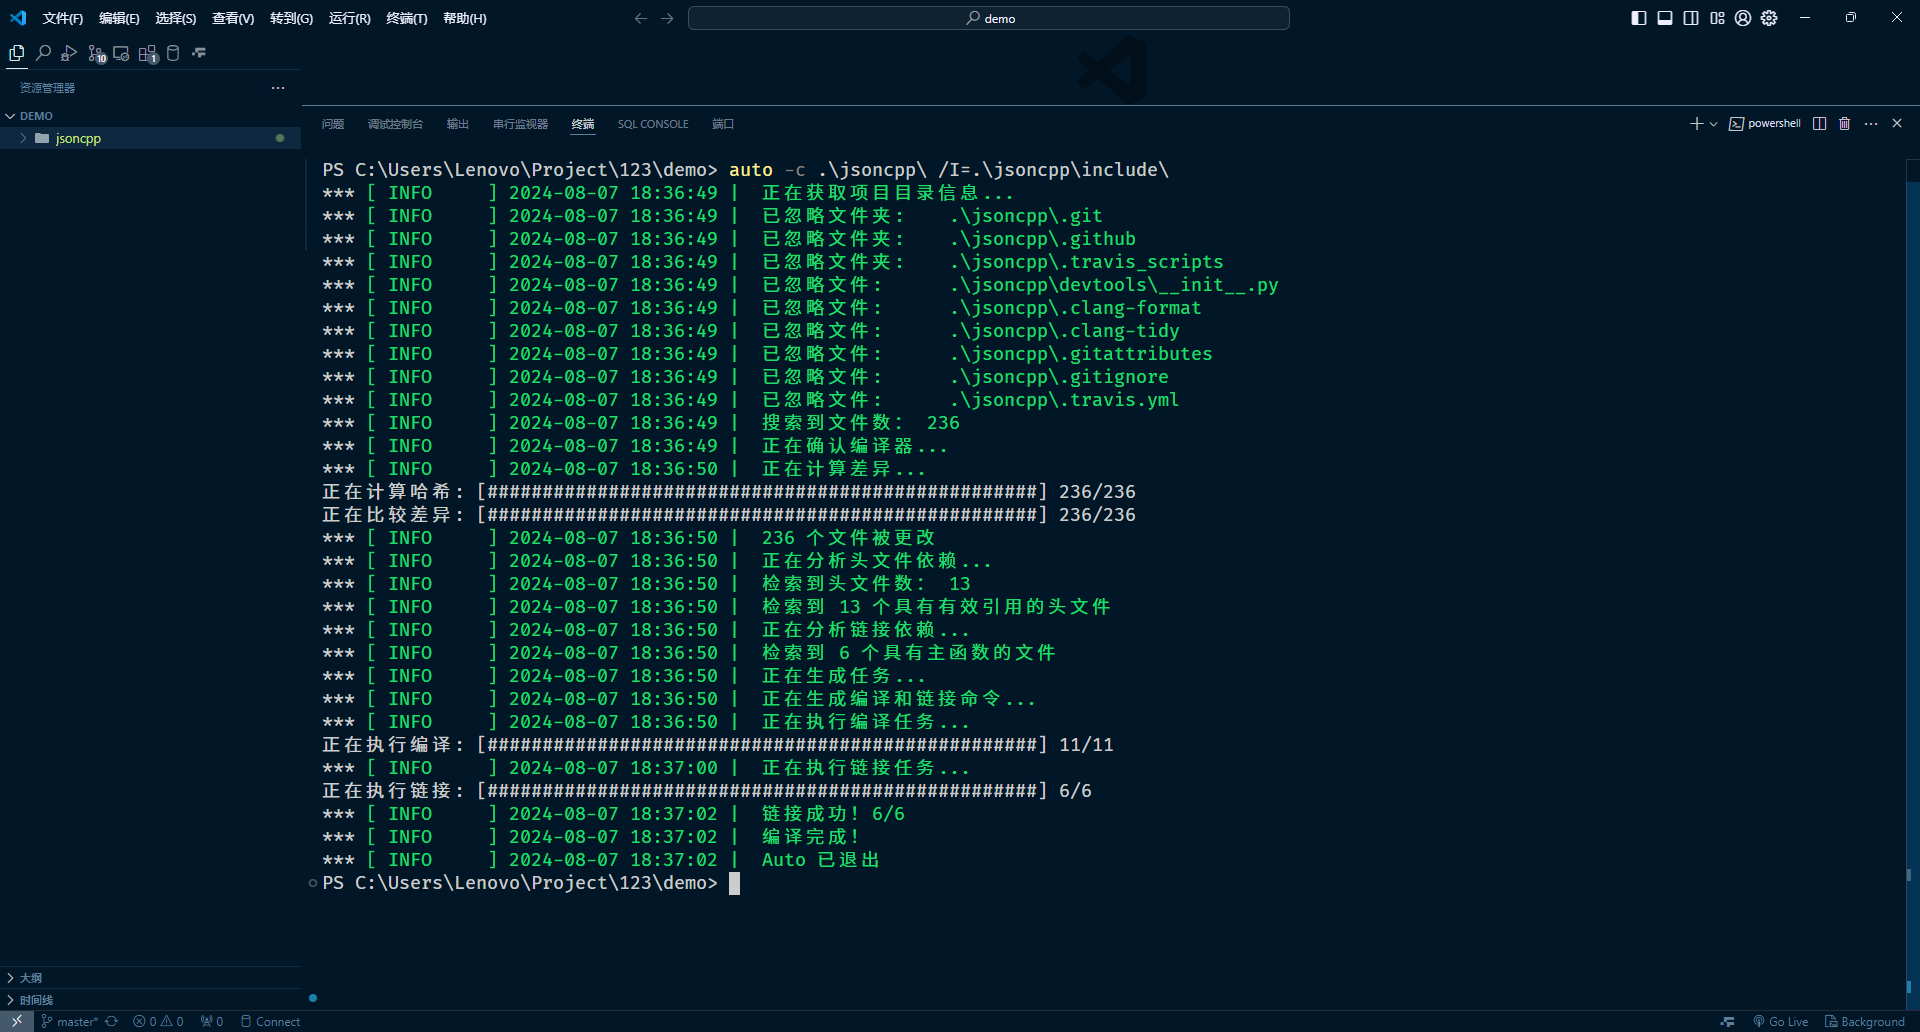 文件(F) 编辑(E) 选择(S) 查看(V) 转到(G) 运行(R) 终端(T) 帮助(H)
demo
10 1
资源管理器 ...
DEMO
jsoncpp
问题 调试控制台 输出 串行监视器 终端 SQL CONSOLE 端口
powershell
PS C:\Users\Lenovo\Project\123\demo> auto -c .\jsoncpp\ /I=.\jsoncpp\include\
*** [ INFO     ] 2024-08-07 18:36:49 |  正在获取项目目录信息...
*** [ INFO     ] 2024-08-07 18:36:49 |  已忽略文件夹:    .\jsoncpp\.git
*** [ INFO     ] 2024-08-07 18:36:49 |  已忽略文件夹:    .\jsoncpp\.github
*** [ INFO     ] 2024-08-07 18:36:49 |  已忽略文件夹:    .\jsoncpp\.travis_scripts
*** [ INFO     ] 2024-08-07 18:36:49 |  已忽略文件:      .\jsoncpp\devtools\__init__.py
*** [ INFO     ] 2024-08-07 18:36:49 |  已忽略文件:      .\jsoncpp\.clang-format
*** [ INFO     ] 2024-08-07 18:36:49 |  已忽略文件:      .\jsoncpp\.clang-tidy
*** [ INFO     ] 2024-08-07 18:36:49 |  已忽略文件:      .\jsoncpp\.gitattributes
*** [ INFO     ] 2024-08-07 18:36:49 |  已忽略文件:      .\jsoncpp\.gitignore
*** [ INFO     ] 2024-08-07 18:36:49 |  已忽略文件:      .\jsoncpp\.travis.yml
*** [ INFO     ] 2024-08-07 18:36:49 |  搜索到文件数:  236
*** [ INFO     ] 2024-08-07 18:36:49 |  正在确认编译器...
*** [ INFO     ] 2024-08-07 18:36:50 |  正在计算差异...
正在计算哈希: [##################################################] 236/236
正在比较差异: [##################################################] 236/236
*** [ INFO     ] 2024-08-07 18:36:50 |  236 个文件被更改
*** [ INFO     ] 2024-08-07 18:36:50 |  正在分析头文件依赖...
*** [ INFO     ] 2024-08-07 18:36:50 |  检索到头文件数:  13
*** [ INFO     ] 2024-08-07 18:36:50 |  检索到 13 个具有有效引用的头文件
*** [ INFO     ] 2024-08-07 18:36:50 |  正在分析链接依赖...
*** [ INFO     ] 2024-08-07 18:36:50 |  检索到 6 个具有主函数的文件
*** [ INFO     ] 2024-08-07 18:36:50 |  正在生成任务...
*** [ INFO     ] 2024-08-07 18:36:50 |  正在生成编译和链接命令...
*** [ INFO     ] 2024-08-07 18:36:50 |  正在执行编译任务...
正在执行编译: [##################################################] 11/11
*** [ INFO     ] 2024-08-07 18:37:00 |  正在执行链接任务...
正在执行链接: [##################################################] 6/6
*** [ INFO     ] 2024-08-07 18:37:02 |  链接成功! 6/6
*** [ INFO     ] 2024-08-07 18:37:02 |  编译完成!
*** [ INFO     ] 2024-08-07 18:37:02 |  Auto 已退出
PS C:\Users\Lenovo\Project\123\demo>
大纲
时间线
master* 0 0 0 Connect Go Live Background